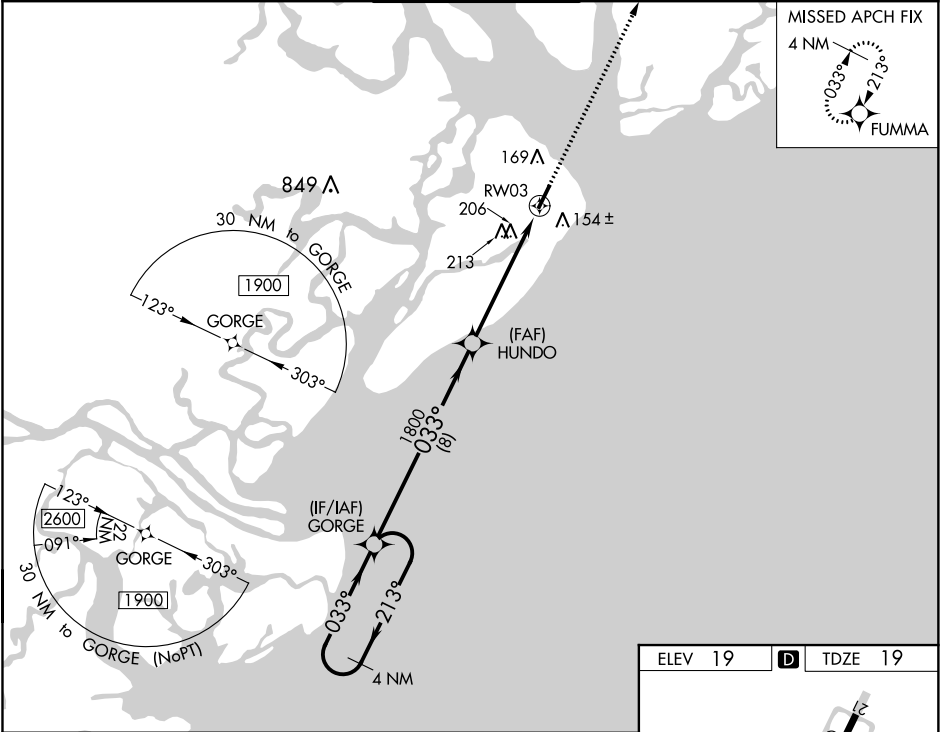 MISSED APCH FIX
4 NM
033°
213°
FUMMA
169
RW03
849
206
154 ±
213
30 NM to GORGE
1900
123°
GORGE
303°
(FAF)
HUNDO
1800
033°
(8)
123°
2600
22
NM
091°
(IF/IAF)
GORGE
GORGE
303°
1900
30 NM to GORGE (NoPT)
033°
213°
4 NM
ELEV 19
D
TDZE 19
21